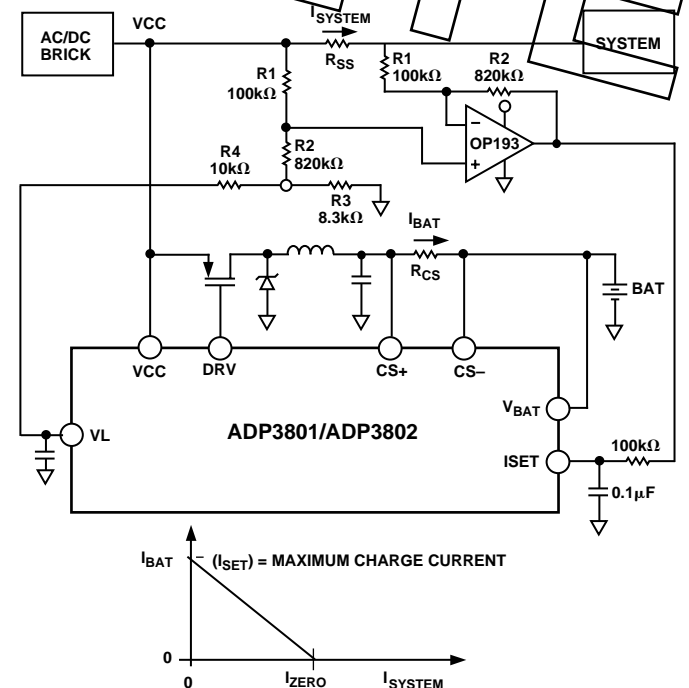 I_SYSTEM
AC/DC
BRICK
VCC
R_SS
SYSTEM
R1
100kΩ
R1
100kΩ
R2
820kΩ
OP193
−
+
R2
820kΩ
R4
10kΩ
R3
8.3kΩ
I_BAT
R_CS
BAT
VCC
DRV
CS+
CS−
V_BAT
VL
ADP3801/ADP3802
ISET
100kΩ
0.1μF
I_BAT
(I_SET) = MAXIMUM CHARGE CURRENT
0
0
I_ZERO
I_SYSTEM